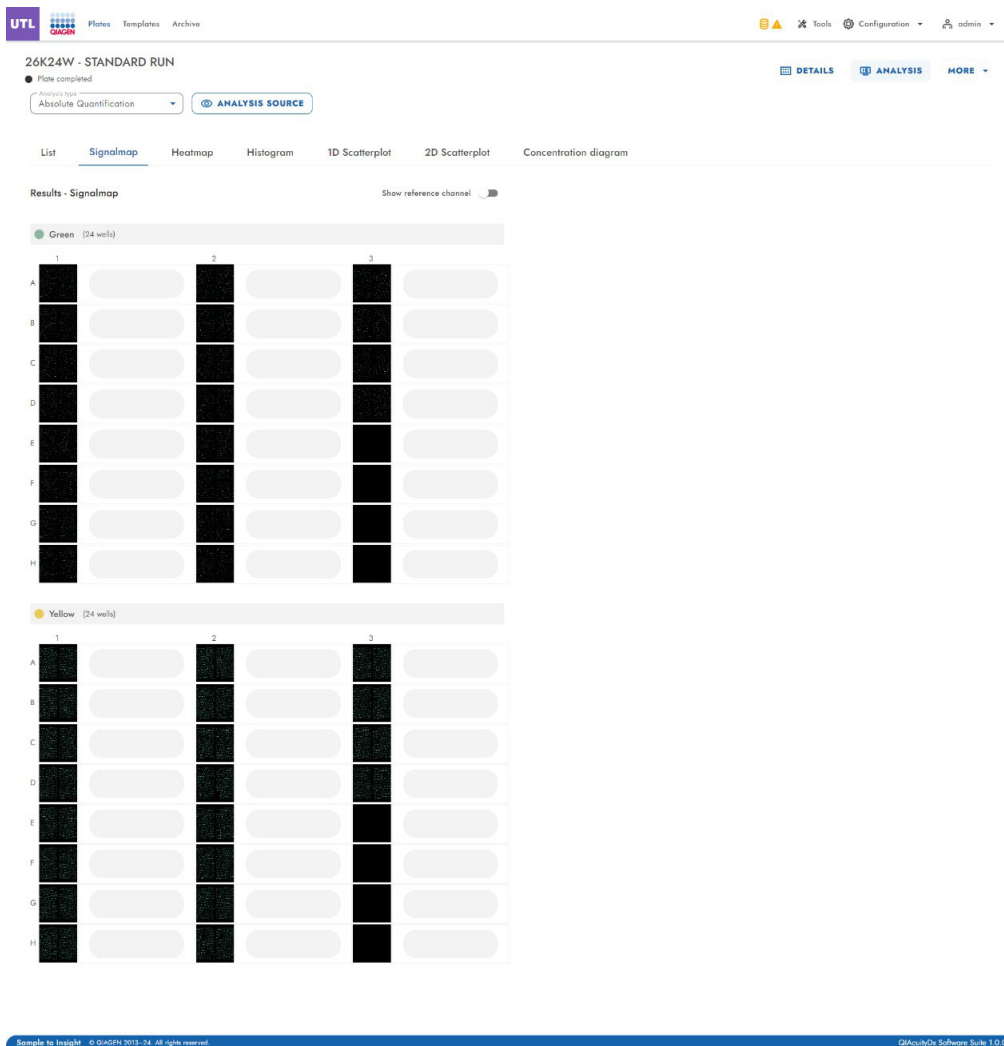 UTL QIAGEN Plates Templates Archive Tools Configuration admin
26K24W - STANDARD RUN
Plate completed
DETAILS ANALYSIS MORE
Analysis type
Absolute Quantification ANALYSIS SOURCE
List Signalmap Heatmap Histogram 1D Scatterplot 2D Scatterplot Concentration diagram
Results - Signalmap Show reference channel
Green (24 wells)
1 2 3
A
B
C
D
E
F
G
H
Yellow (24 wells)
1 2 3
A
B
C
D
E
F
G
H
Sample to Insight © QIAGEN 2013–24. All rights reserved. QIAcuityDx Software Suite 1.0.0